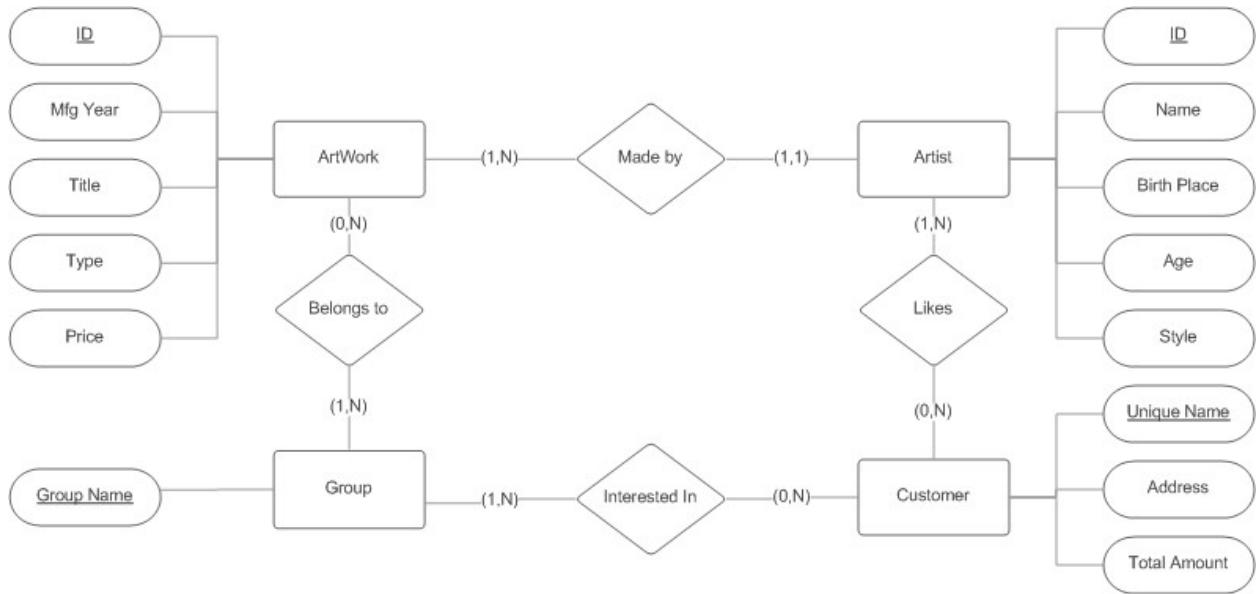 ID
ID
Mfg Year
Name
ArtWork
(1,N)
Made by
(1,1)
Artist
Title
Birth Place
(0,N)
(1,N)
Type
Age
Belongs to
Likes
Price
Style
(1,N)
(0,N)
Unique Name
Group Name
Group
(1,N)
Interested In
(0,N)
Customer
Address
Total Amount